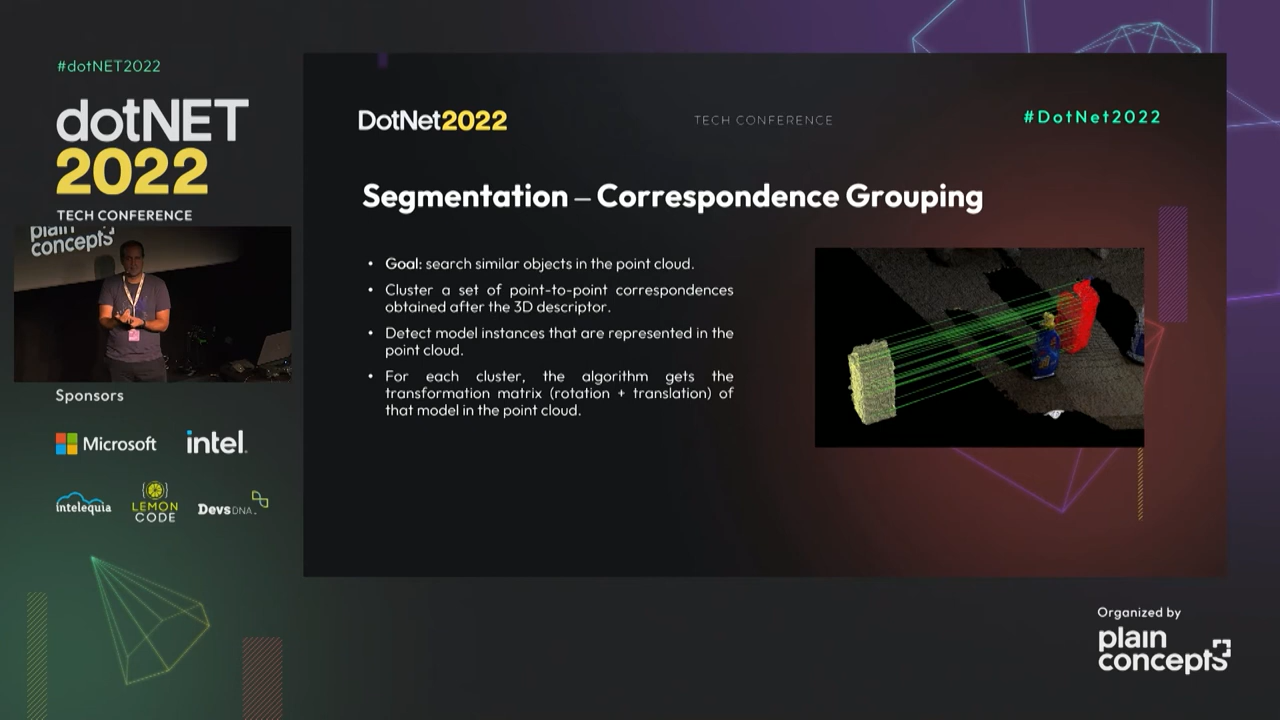 #dotNET2022
dotNET
2022
TECH CONFERENCE
plain
concepts
Sponsors
Microsoft
intel.
intelequia
LEMON
CODE
DevsDNA.
DotNet2022
TECH CONFERENCE
#DotNet2022
Segmentation – Correspondence Grouping
• Goal: search similar objects in the point cloud.
• Cluster a set of point-to-point correspondences
obtained after the 3D descriptor.
• Detect model instances that are represented in the
point cloud.
• For each cluster, the algorithm gets the
transformation matrix (rotation + translation) of
that model in the point cloud.
Organized by
plain
concepts